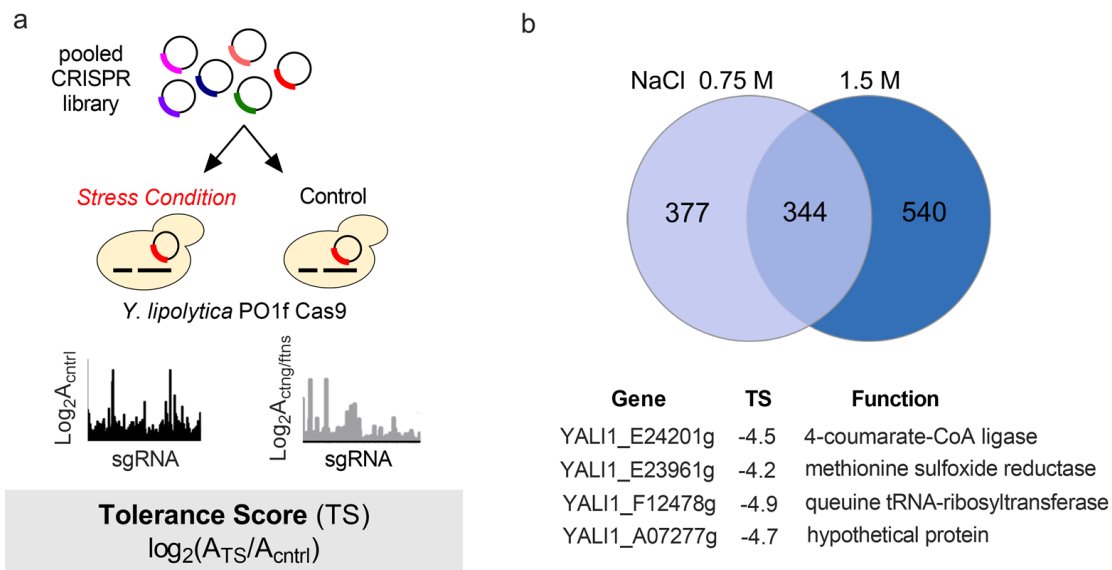 a
pooled
CRISPR
library
Stress Condition
Control
Y. lipolytica PO1f Cas9
Log2Acntrl
sgRNA
Log2Actng/ftns
sgRNA
Tolerance Score (TS)
log2(ATS/Acntrl)
b
NaCl 0.75 M 1.5 M
377 344 540
Gene TS Function
YALI1_E24201g -4.5 4-coumarate-CoA ligase
YALI1_E23961g -4.2 methionine sulfoxide reductase
YALI1_F12478g -4.9 queuine tRNA-ribosyltransferase
YALI1_A07277g -4.7 hypothetical protein